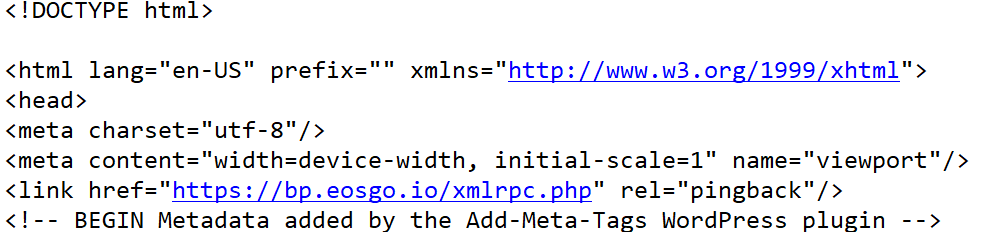 <!DOCTYPE html>
<html lang="en-US" prefix="" xmlns="http://www.w3.org/1999/xhtml">
<head>
<meta charset="utf-8"/>
<meta content="width=device-width, initial-scale=1" name="viewport"/>
<link href="https://bp.eosgo.io/xmlrpc.php" rel="pingback"/>
<!-- BEGIN Metadata added by the Add-Meta-Tags WordPress plugin -->